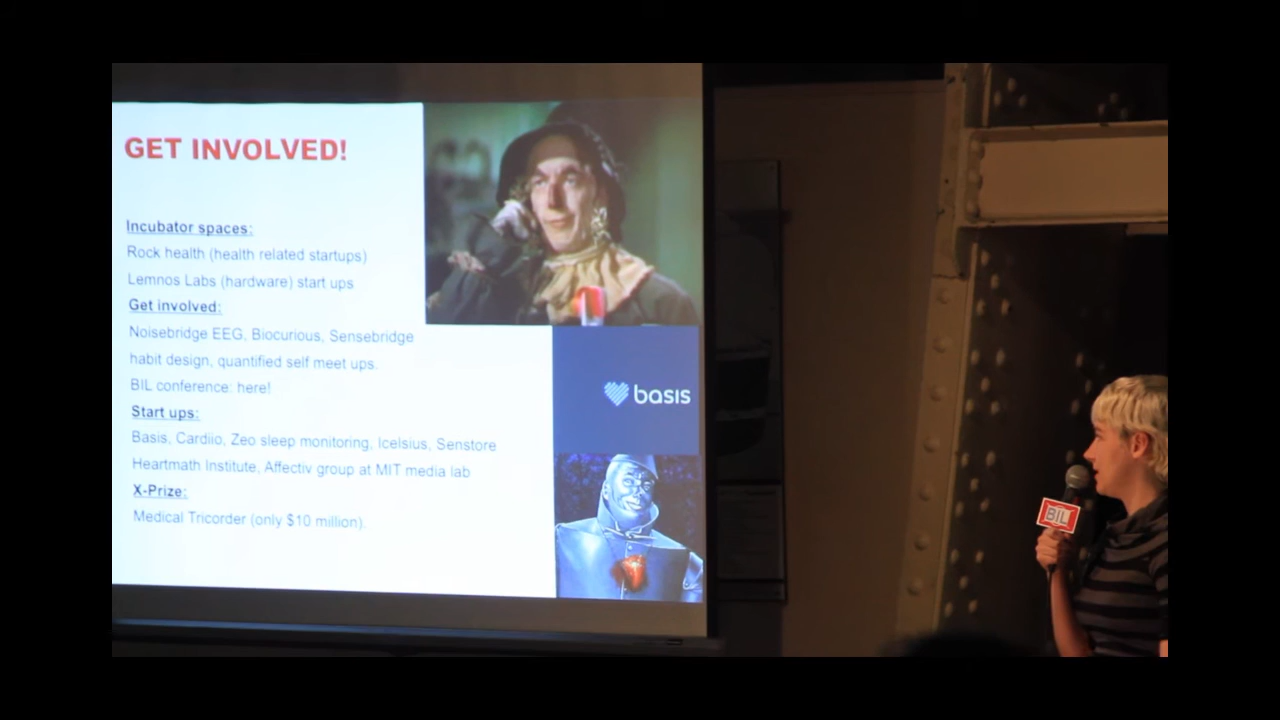 GET INVOLVED!
Incubator spaces:
Rock health (health related startups)
Lemnos Labs (hardware) start ups
Get involved:
Noisebridge EEG, Biocurious, Sensebridge
habit design, quantified self meet ups.
BIL conference: here!
Start ups:
Basis, Cardiio, Zeo sleep monitoring, Icelsius, Senstore
Heartmath Institute, Affectiv group at MIT media lab
X-Prize:
Medical Tricorder (only $10 million).
basis
BIL